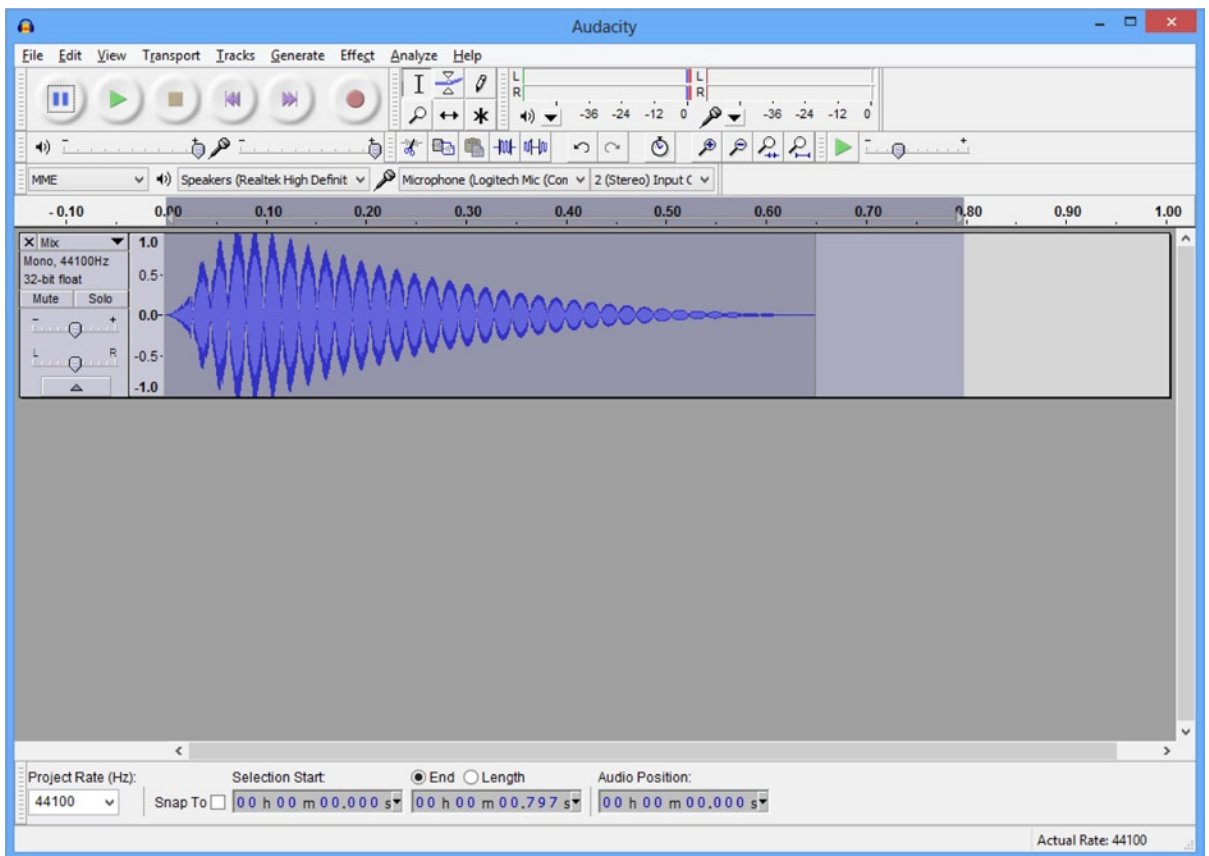 Audacity
File Edit View Transport Tracks Generate Effect Analyze Help
L L
R R
-36 -24 -12 0 -36 -24 -12 0
MME Speakers (Realtek High Definit Microphone (Logitech Mic (Con 2 (Stereo) Input C
- 0.10 0.00 0.10 0.20 0.30 0.40 0.50 0.60 0.70 0.80 0.90 1.00
X Mix 1.0
Mono, 44100Hz
32-bit float 0.5-
Mute Solo
- + 0.0-
L R -0.5-
-1.0
Project Rate (Hz): Selection Start: End Length Audio Position:
44100 Snap To 00 h 00 m 00.000 s 00 h 00 m 00.797 s 00 h 00 m 00.000 s
Actual Rate: 44100